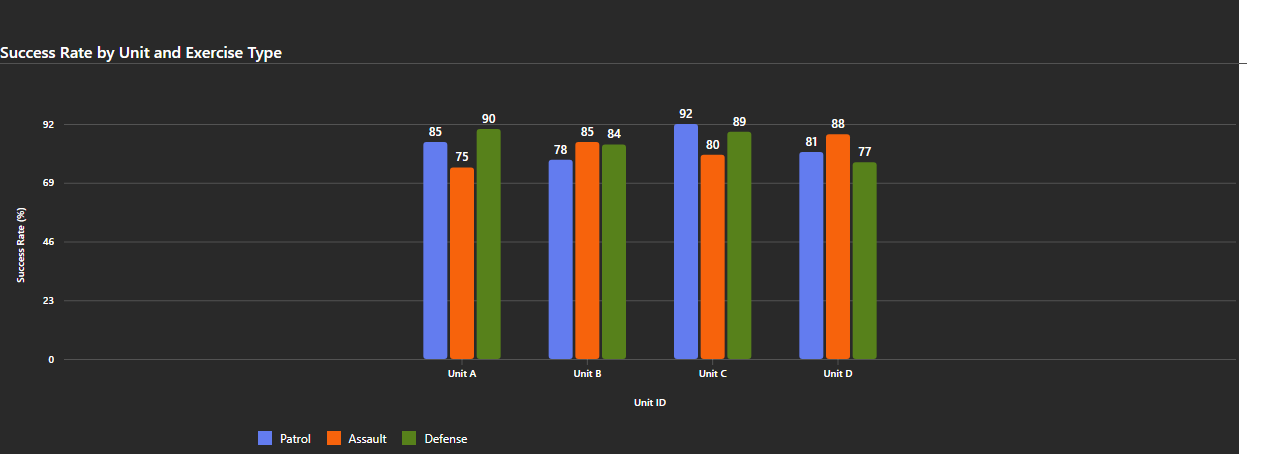 Success Rate by Unit and Exercise Type
92
69
46
23
0
Success Rate (%)
85 75 90 78 85 84 92 80 89 81 88 77
Unit A Unit B Unit C Unit D
Unit ID
Patrol Assault Defense